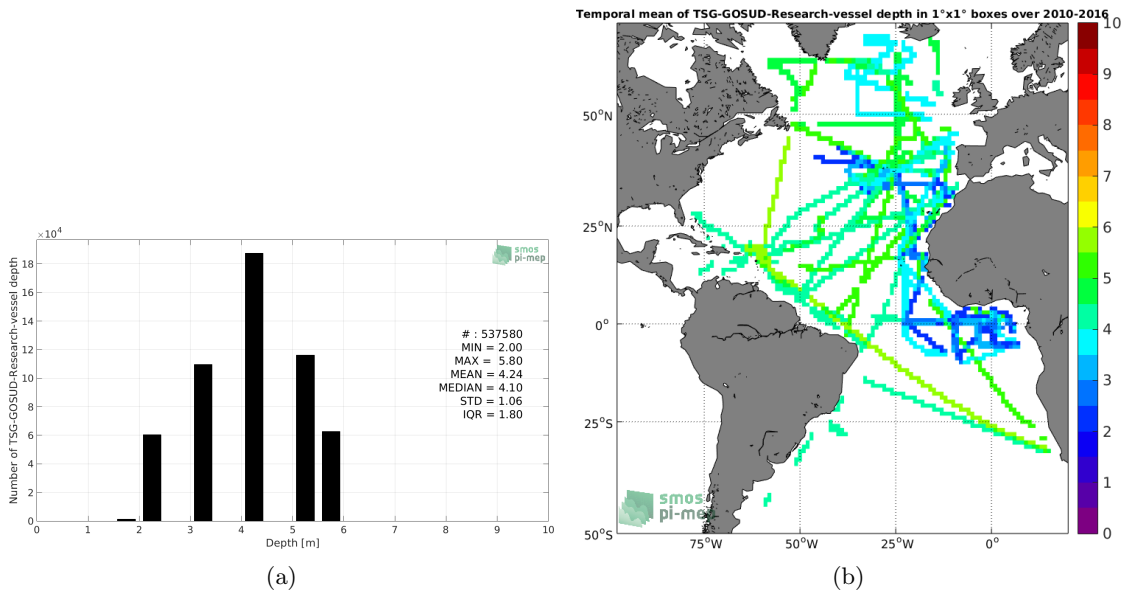 ×10⁴
18
16
14
12
10
8
6
4
2
0
Number of TSG-GOSUD-Research-vessel depth
smos
pi-mep
# : 537580
MIN = 2.00
MAX = 5.80
MEAN = 4.24
MEDIAN = 4.10
STD = 1.06
IQR = 1.80
0 1 2 3 4 5 6 7 8 9 10
Depth [m]
(a)
Temporal mean of TSG-GOSUD-Research-vessel depth in 1°x1° boxes over 2010-2016
50°N
25°N
0°
25°S
50°S
75°W 50°W 25°W 0°
smos
pi-mep
10
9
8
7
6
5
4
3
2
1
0
(b)